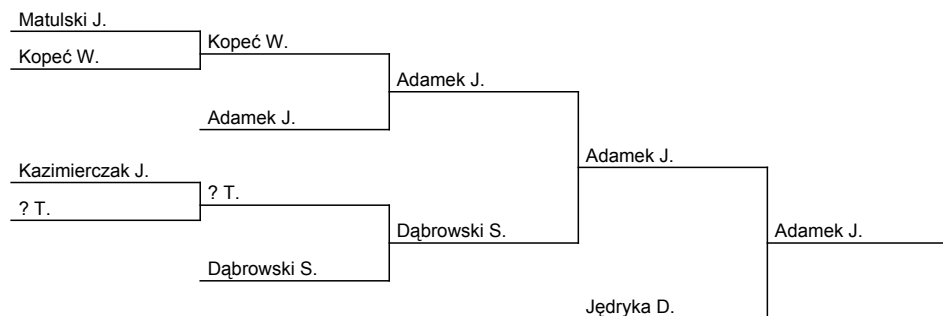 Matulski J.
Kopeć W.
Kopeć W.
Adamek J.
Adamek J.
Adamek J.
Kazimierczak J.
? T.
? T.
Dąbrowski S.
Adamek J.
Dąbrowski S.
Jędryka D.